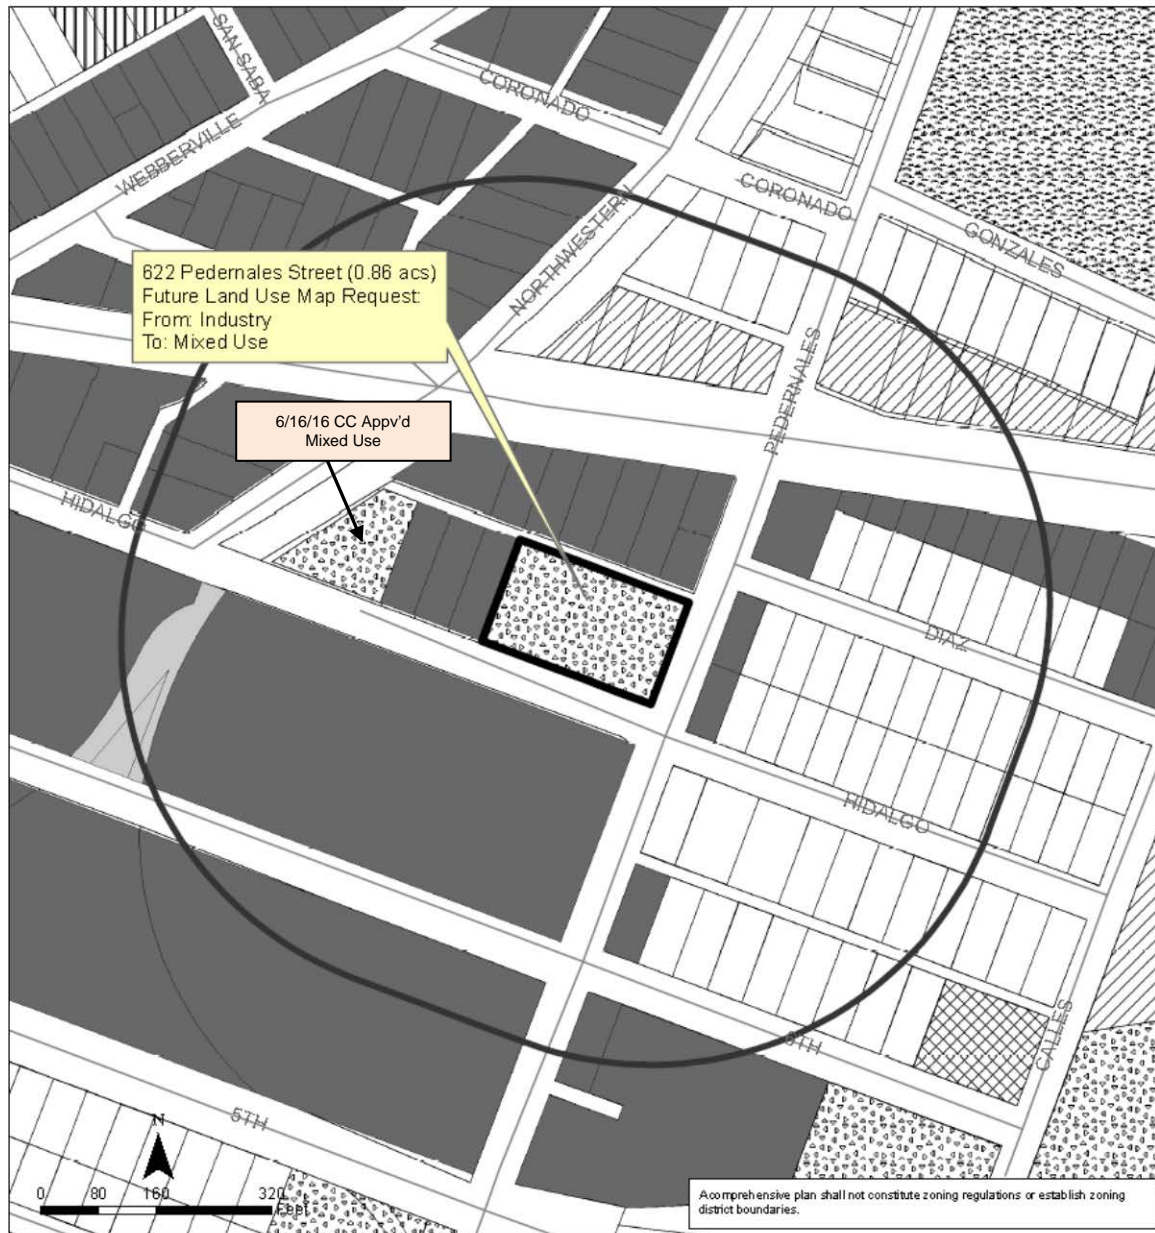 SAN SABA
CORONADO
WEBBERVILLE
CORONADO
GONZALES
NORTHWESTERN
622 Pedernales Street (0.86 acs)
Future Land Use Map Request:
From: Industry
To: Mixed Use
PEDERNALES
6/16/16 CC Appv'd
Mixed Use
HIDALGO
DIAZ
HIDALGO
6TH
CALLES
5TH
N
0 80 160 320
Feet
A comprehensive plan shall not constitute zoning regulations or establish zoning
district boundaries.